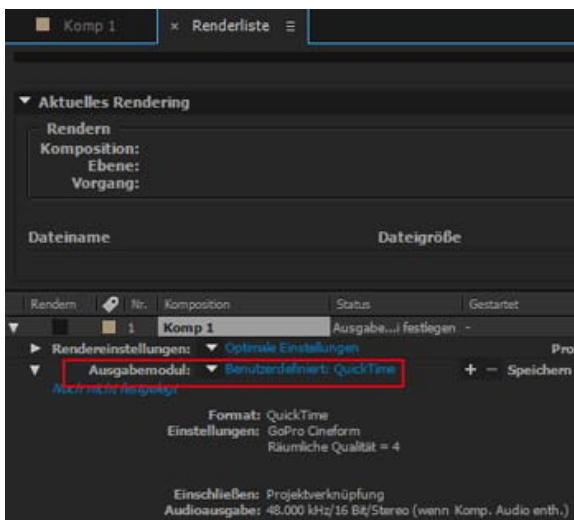 Komp 1 × Renderliste ≡
Aktuelles Rendering
Rendern
Komposition:
Ebene:
Vorgang:
Dateiname Dateigröße
Rendern Nr. Komposition Status Gestartet
1 Komp 1 Ausgabe...i festlegen -
Rendereinstellungen: Optimale Einstellungen Pro
Ausgabemodul: Benutzerdefiniert: QuickTime + − Speichern
Noch nicht festgelegt
Format: QuickTime
Einstellungen: GoPro Cineform
Räumliche Qualität = 4
Einschließen: Projektverknüpfung
Audioausgabe: 48.000 kHz/16 Bit/Stereo (wenn Komp. Audio enth.)